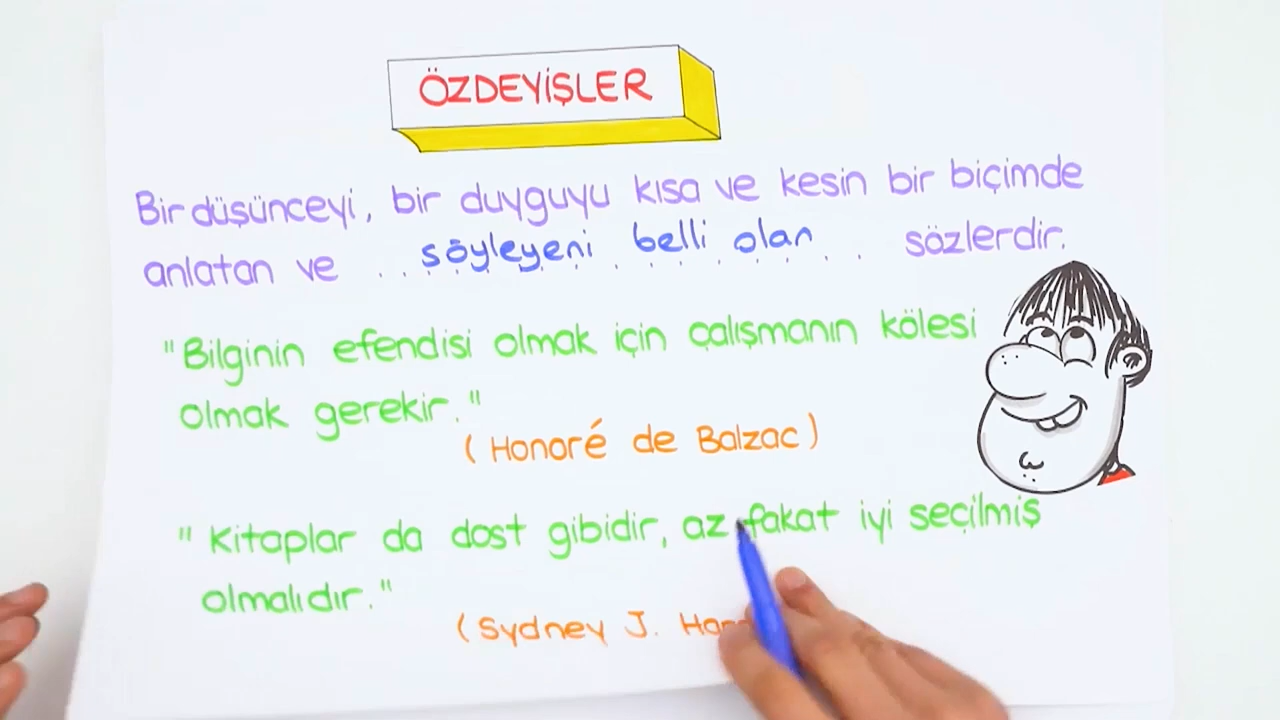 ÖZDEYİŞLER
Bir düşünceyi, bir duyguyu kısa ve kesin bir biçimde
anlatan ve .. söyleyeni belli olan .. sözlerdir.
"Bilginin efendisi olmak için çalışmanın kölesi
olmak gerekir."
(Honoré de Balzac)
"Kitaplar da dost gibidir, az fakat iyi seçilmiş
olmalıdır."
(Sydney J.